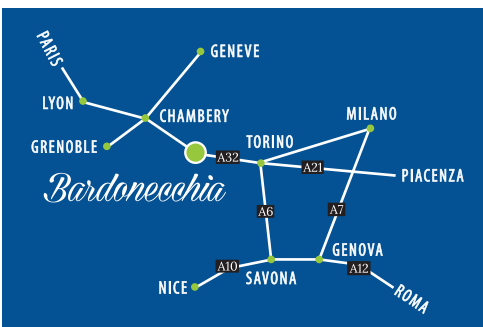 PARIS
GENEVE
LYON
CHAMBERY
MILANO
GRENOBLE
TORINO
A32
A21
PIACENZA
Bardonecchia
A6
A7
GENOVA
A10
A12
SAVONA
NICE
ROMA